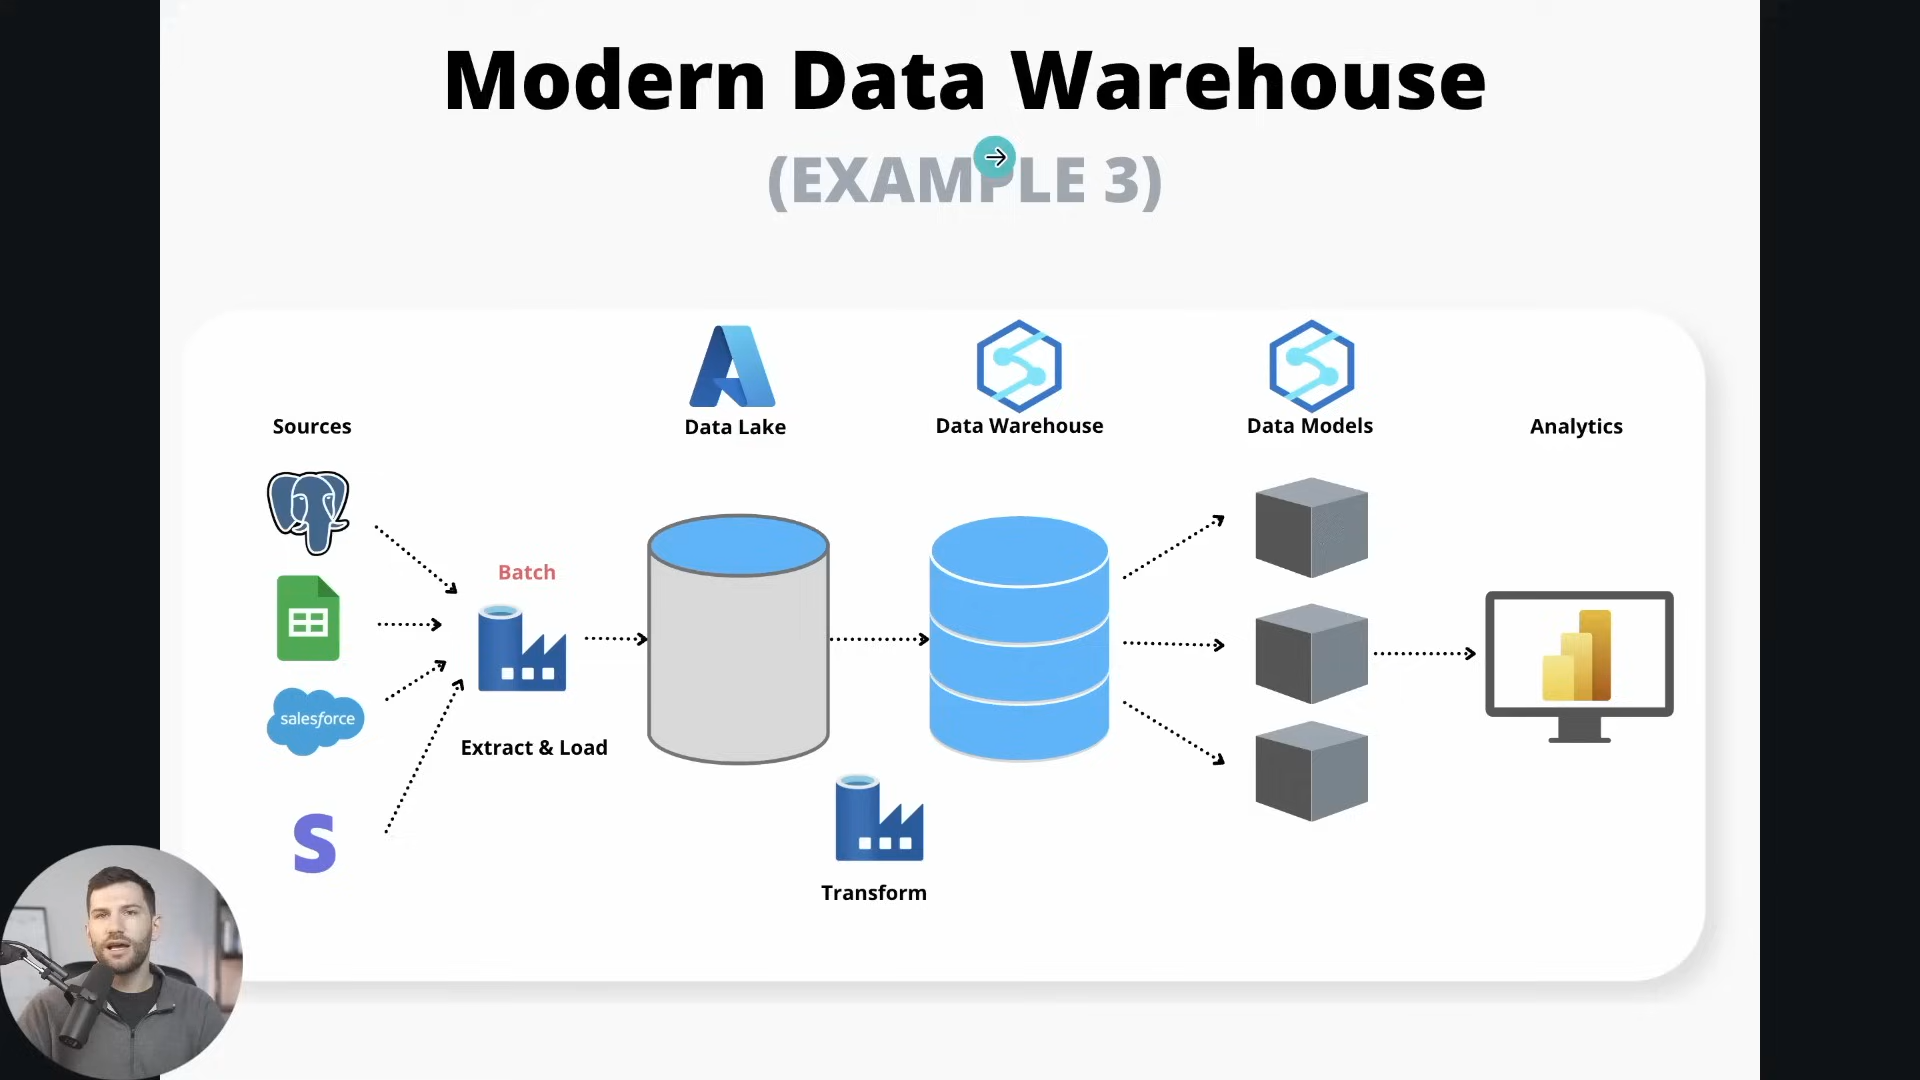 Modern Data Warehouse
(EXAMPLE 3)
Sources
Data Lake
Data Warehouse
Data Models
Analytics
Batch
salesforce
Extract & Load
S
Transform